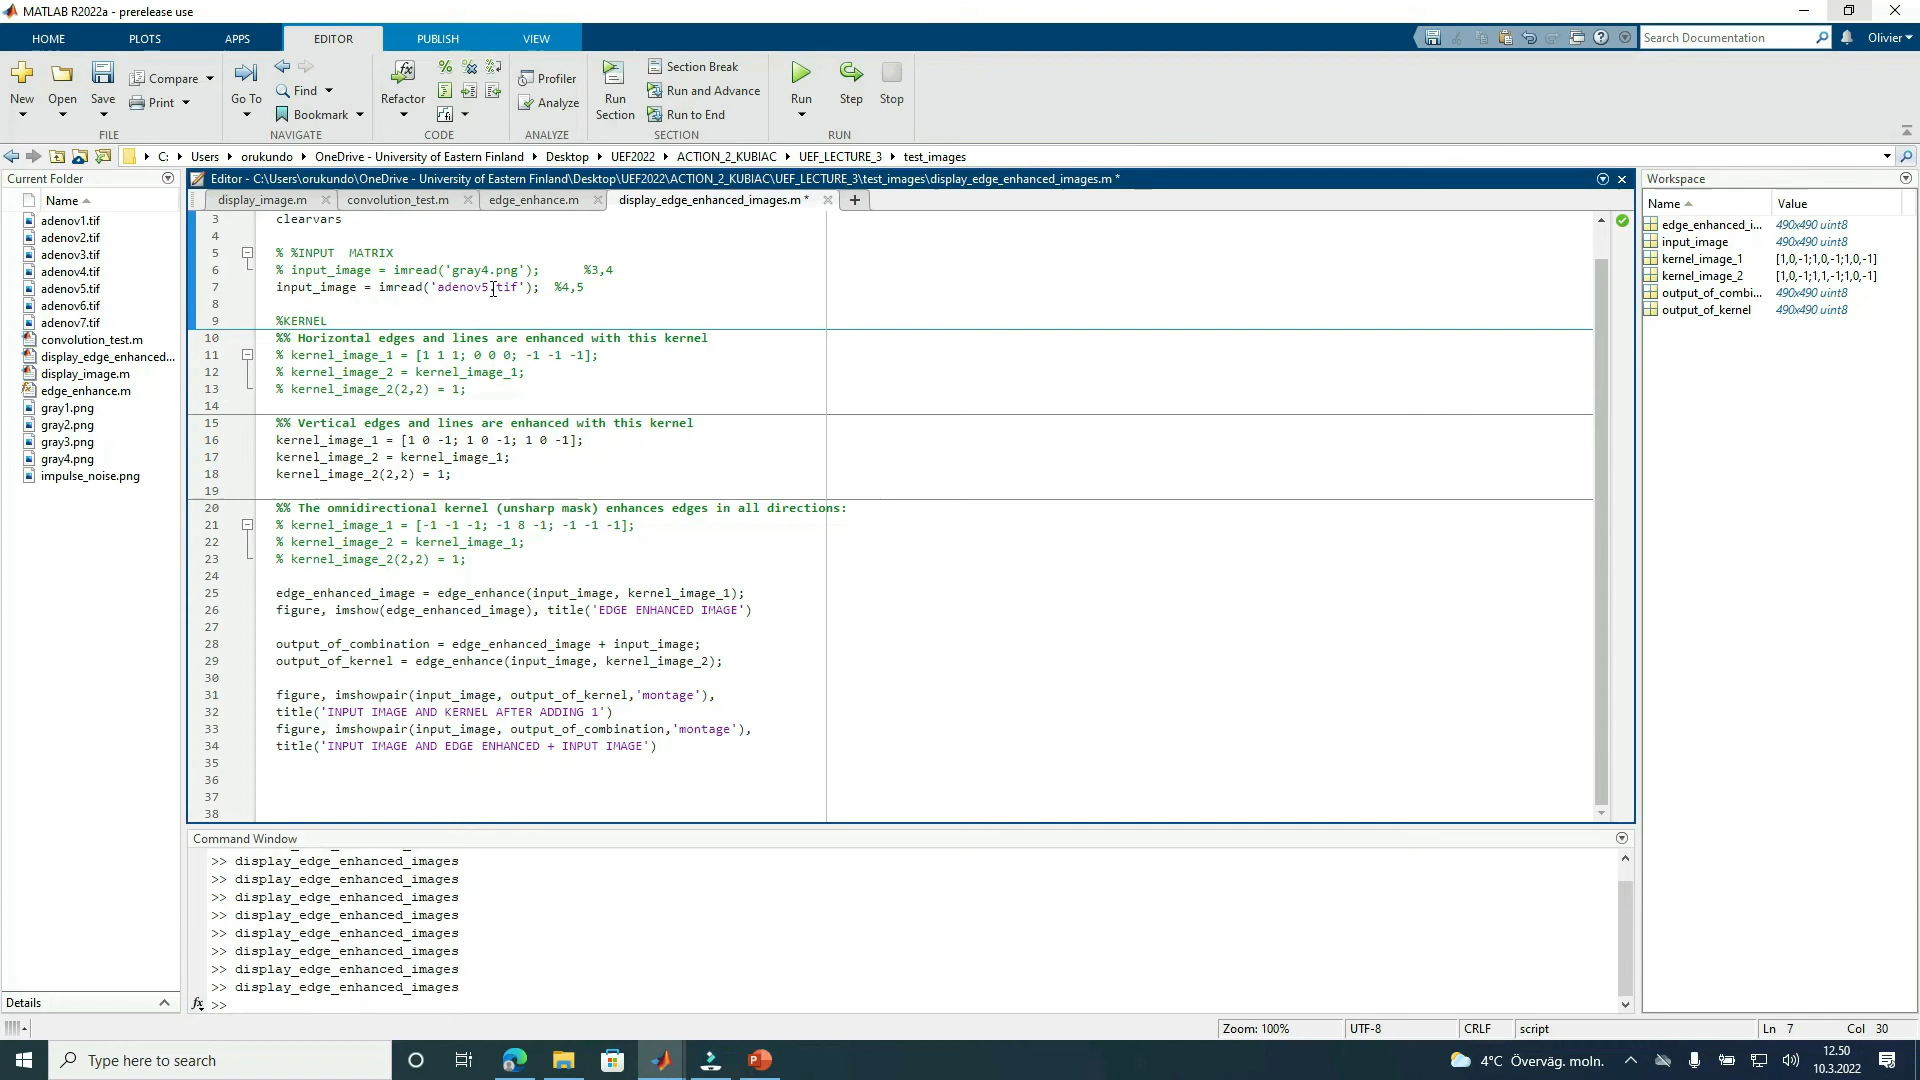 MATLAB R2022a - prerelease use
HOME PLOTS APPS EDITOR PUBLISH VIEW Search Documentation Olivier
New Open Save Compare Print Go To Find Bookmark Refactor Profiler Analyze Run Section Section Break Run and Advance Run to End Run Step Stop
FILE NAVIGATE CODE ANALYZE SECTION RUN
C: Users orukundo OneDrive - University of Eastern Finland Desktop UEF2022 ACTION_2_KUBIAC UEF_LECTURE_3 test_images
Current Folder
Name
adenov1.tif
adenov2.tif
adenov3.tif
adenov4.tif
adenov5.tif
adenov6.tif
adenov7.tif
convolution_test.m
display_edge_enhanced...
display_image.m
edge_enhance.m
gray1.png
gray2.png
gray3.png
gray4.png
impulse_noise.png
Details
Editor - C:\Users\orukundo\OneDrive - University of Eastern Finland\Desktop\UEF2022\ACTION_2_KUBIAC\UEF_LECTURE_3\test_images\display_edge_enhanced_images.m *
display_image.m convolution_test.m edge_enhance.m display_edge_enhanced_images.m *
3 clearvars
4
5 % %INPUT  MATRIX
6 % input_image = imread('gray4.png');      %3,4
7 input_image = imread('adenov5.tif');  %4,5
8
9 %KERNEL
10 %% Horizontal edges and lines are enhanced with this kernel
11 % kernel_image_1 = [1 1 1; 0 0 0; -1 -1 -1];
12 % kernel_image_2 = kernel_image_1;
13 % kernel_image_2(2,2) = 1;
14
15 %% Vertical edges and lines are enhanced with this kernel
16 kernel_image_1 = [1 0 -1; 1 0 -1; 1 0 -1];
17 kernel_image_2 = kernel_image_1;
18 kernel_image_2(2,2) = 1;
19
20 %% The omnidirectional kernel (unsharp mask) enhances edges in all directions:
21 % kernel_image_1 = [-1 -1 -1; -1 8 -1; -1 -1 -1];
22 % kernel_image_2 = kernel_image_1;
23 % kernel_image_2(2,2) = 1;
24
25 edge_enhanced_image = edge_enhance(input_image, kernel_image_1);
26 figure, imshow(edge_enhanced_image), title('EDGE ENHANCED IMAGE')
27
28 output_of_combination = edge_enhanced_image + input_image;
29 output_of_kernel = edge_enhance(input_image, kernel_image_2);
30
31 figure, imshowpair(input_image, output_of_kernel,'montage'),
32 title('INPUT IMAGE AND KERNEL AFTER ADDING 1')
33 figure, imshowpair(input_image, output_of_combination,'montage'),
34 title('INPUT IMAGE AND EDGE ENHANCED + INPUT IMAGE')
35
36
37
38
Command Window
>> display_edge_enhanced_images
>> display_edge_enhanced_images
>> display_edge_enhanced_images
>> display_edge_enhanced_images
>> display_edge_enhanced_images
>> display_edge_enhanced_images
>> display_edge_enhanced_images
>> display_edge_enhanced_images
fx >>
Workspace
Name Value
edge_enhanced_i... 490x490 uint8
input_image 490x490 uint8
kernel_image_1 [1,0,-1;1,0,-1;1,0,-1]
kernel_image_2 [1,0,-1;1,1,-1;1,0,-1]
output_of_combi... 490x490 uint8
output_of_kernel 490x490 uint8
Zoom: 100% UTF-8 CRLF script Ln 7 Col 30
Type here to search 4°C Överväg. moln. 12.50
10.3.2022